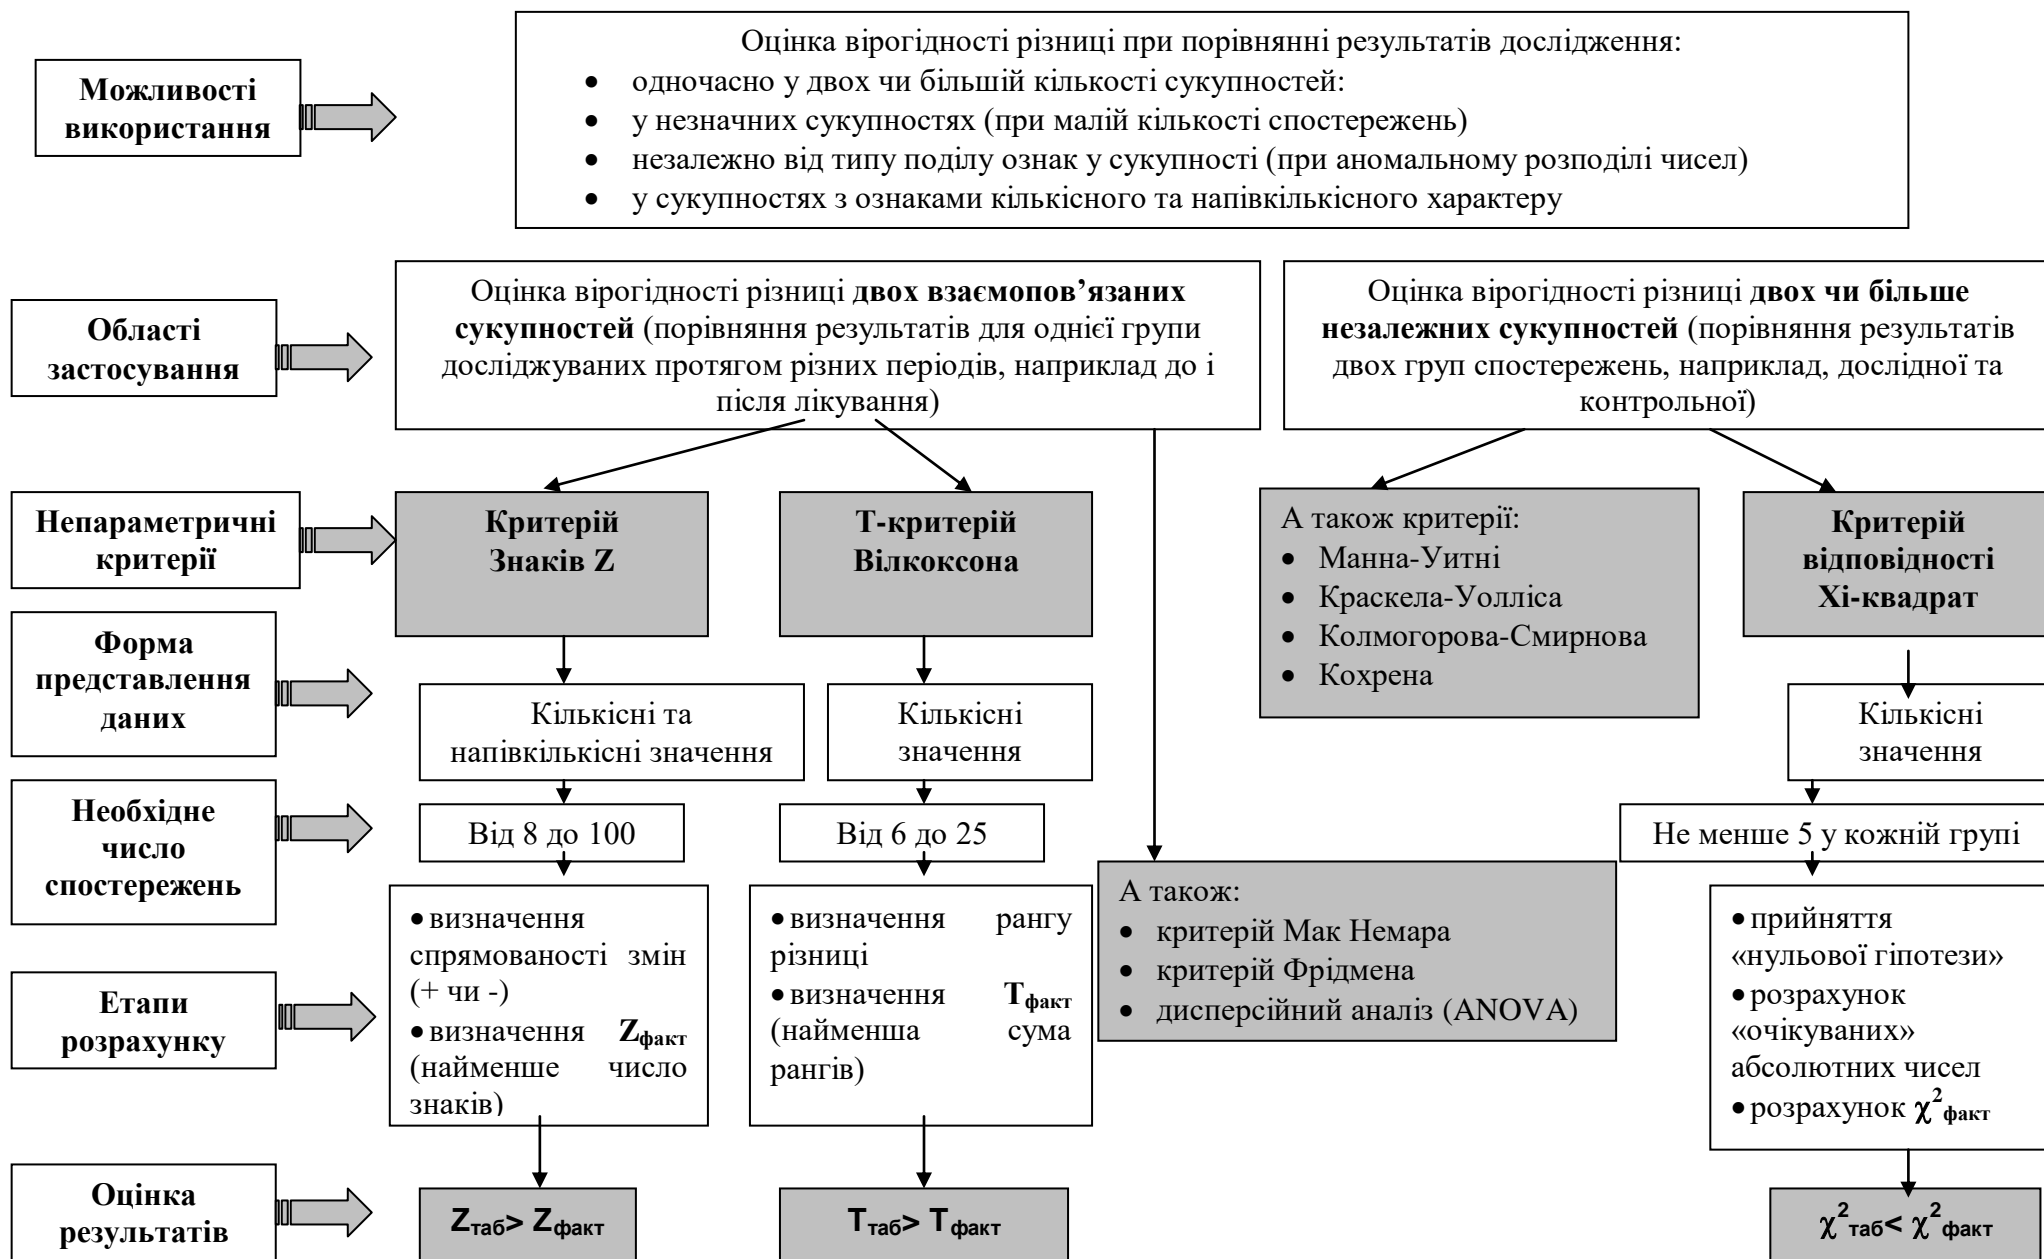 Можливості
використання
Оцінка вірогідності різниці при порівнянні результатів дослідження:
• одночасно у двох чи більшій кількості сукупностей:
• у незначних сукупностях (при малій кількості спостережень)
• незалежно від типу поділу ознак у сукупності (при аномальному розподілі чисел)
• у сукупностях з ознаками кількісного та напівкількісного характеру
Області
застосування
Оцінка вірогідності різниці двох взаємопов’язаних
сукупностей (порівняння результатів для однієї групи
досліджуваних протягом різних періодів, наприклад до і
після лікування)
Оцінка вірогідності різниці двох чи більше
незалежних сукупностей (порівняння результатів
двох груп спостережень, наприклад, дослідної та
контрольної)
Непараметричні
критерії
Критерій
Знаків Z
Т-критерій
Вілкоксона
А також критерії:
• Манна-Уитні
• Краскела-Уолліса
• Колмогорова-Смирнова
• Кохрена
Критерій
відповідності
Хі-квадрат
Форма
представлення
даних
Кількісні та
напівкількісні значення
Кількісні
значення
Кількісні
значення
Необхідне
число
спостережень
Від 8 до 100
Від 6 до 25
Не менше 5 у кожній групі
А також:
• критерій Мак Немара
• критерій Фрідмена
• дисперсійний аналіз (ANOVA)
Етапи
розрахунку
• визначення
спрямованості змін
(+ чи -)
• визначення Zфакт
(найменше число
знаків)
• визначення рангу
різниці
• визначення Тфакт
(найменша сума
рангів)
• прийняття
«нульової гіпотези»
• розрахунок
«очікуваних»
абсолютних чисел
• розрахунок χ²факт
Оцінка
результатів
Zтаб> Zфакт
Ттаб> Тфакт
χ²таб< χ²факт